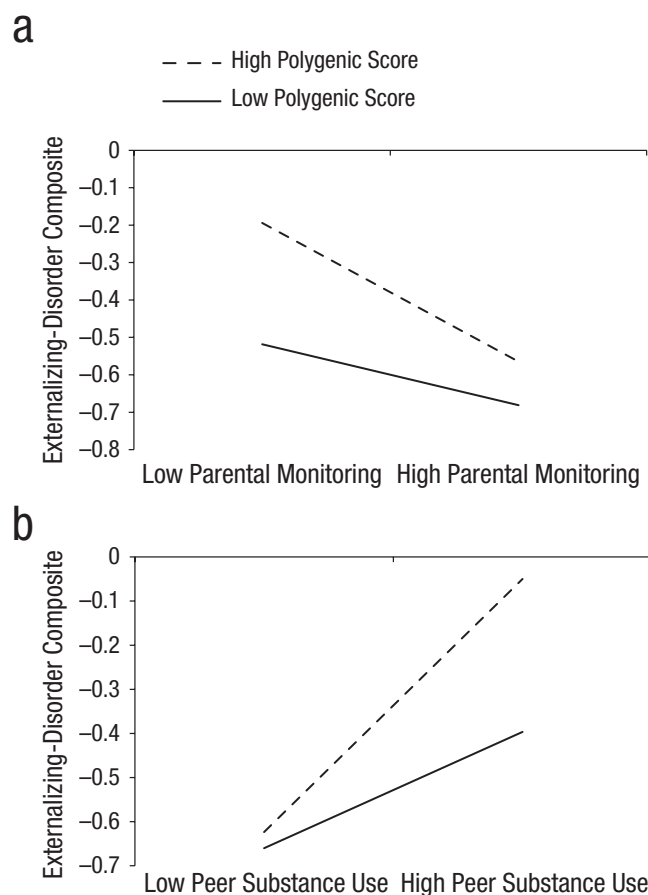 a
High Polygenic Score
Low Polygenic Score
Externalizing-Disorder Composite
0
–0.1
–0.2
–0.3
–0.4
–0.5
–0.6
–0.7
–0.8
Low Parental Monitoring High Parental Monitoring
b
Externalizing-Disorder Composite
0
–0.1
–0.2
–0.3
–0.4
–0.5
–0.6
–0.7
Low Peer Substance Use High Peer Substance Use